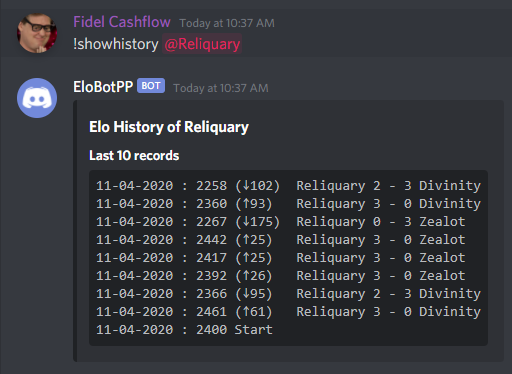 Fidel Cashflow Today at 10:37 AM
!showhistory @Reliquary
EloBotPP BOT Today at 10:37 AM
Elo History of Reliquary
Last 10 records
11-04-2020 : 2258 (↓102) Reliquary 2 - 3 Divinity
11-04-2020 : 2360 (↑93) Reliquary 3 - 0 Divinity
11-04-2020 : 2267 (↓175) Reliquary 0 - 3 Zealot
11-04-2020 : 2442 (↑25) Reliquary 3 - 0 Zealot
11-04-2020 : 2417 (↑25) Reliquary 3 - 0 Zealot
11-04-2020 : 2392 (↑26) Reliquary 3 - 0 Zealot
11-04-2020 : 2366 (↓95) Reliquary 2 - 3 Divinity
11-04-2020 : 2461 (↑61) Reliquary 3 - 0 Divinity
11-04-2020 : 2400 Start